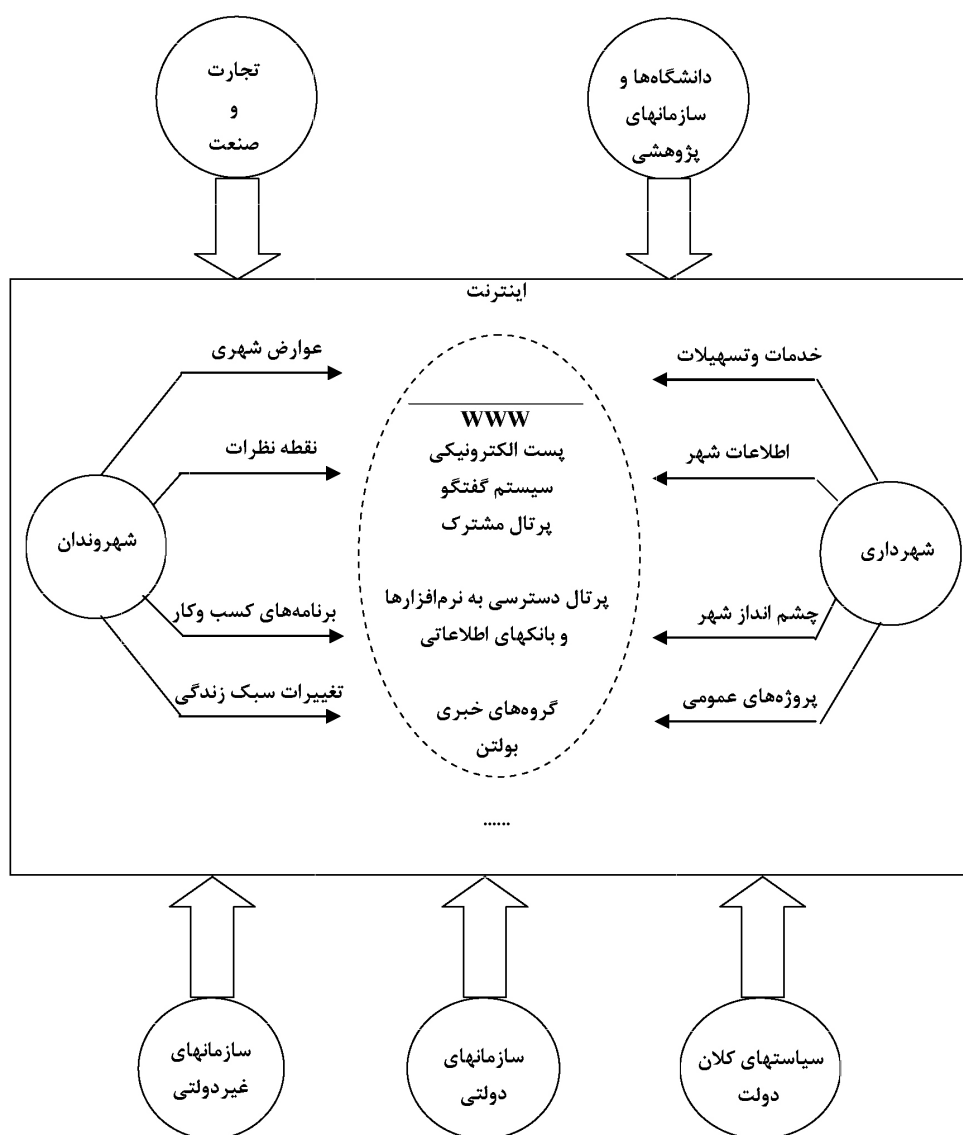 دانشگاه‌ها و
سازمانهای
پژوهشی
تجارت
و
صنعت
اینترنت
خدمات وتسهیلات
اطلاعات شهر
شهرداری
چشم انداز شهر
پروژه‌های عمومی
WWW
پست الکترونیکی
سیستم گفتگو
پرتال مشترک
پرتال دسترسی به نرم‌افزارها
و بانکهای اطلاعاتی
گروه‌های خبری
بولتن
......
عوارض شهری
نقطه نظرات
شهروندان
برنامه‌های کسب وکار
تغییرات سبک زندگی
سیاستهای کلان
دولت
سازمانهای
دولتی
سازمانهای
غیردولتی